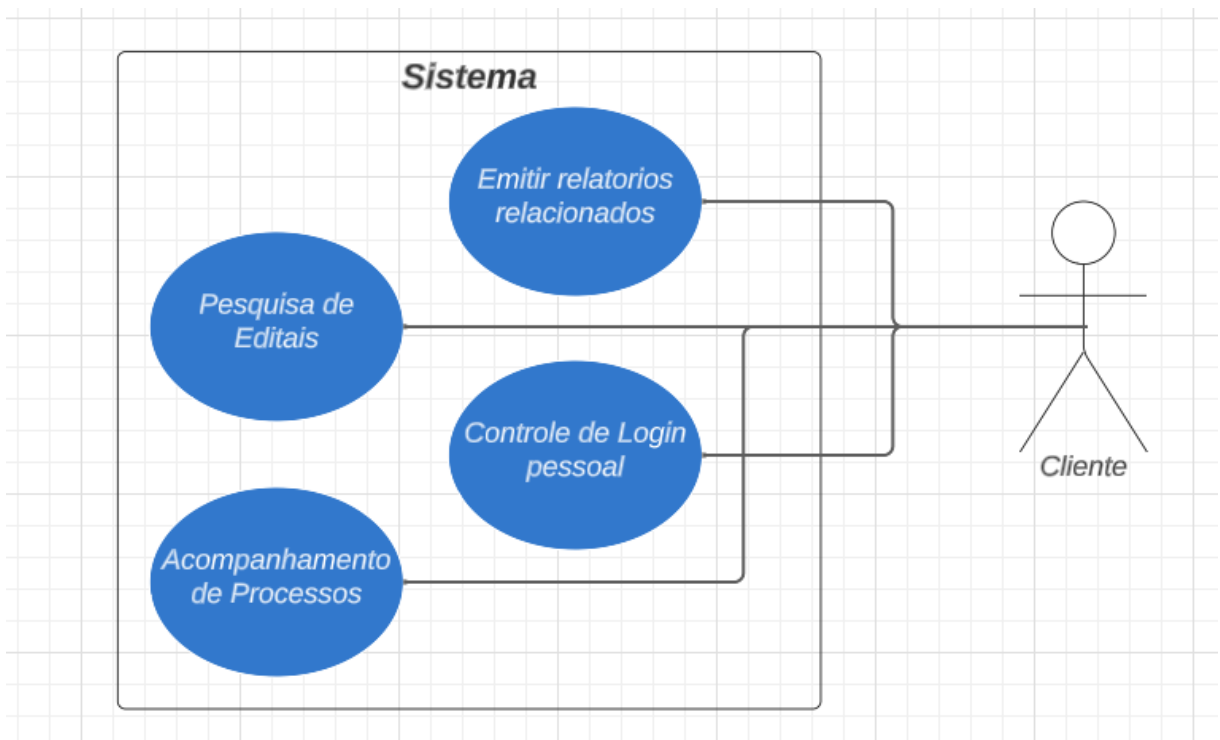 Sistema
Emitir relatorios
relacionados
Pesquisa de
Editais
Controle de Login
pessoal
Cliente
Acompanhamento
de Processos